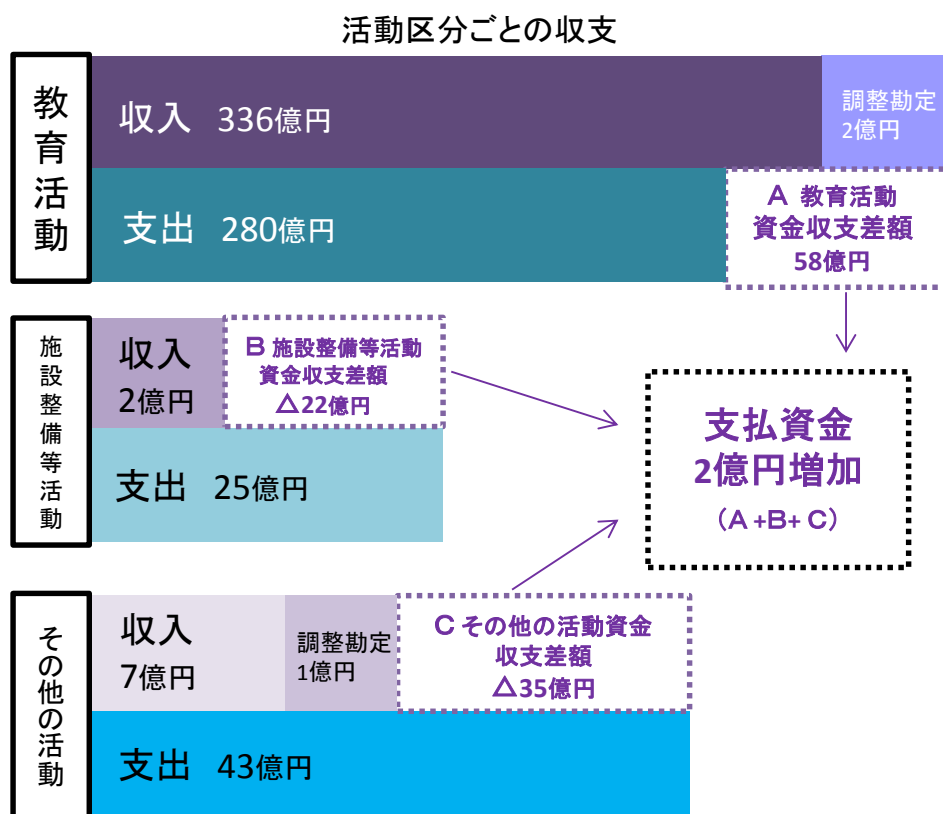 活動区分ごとの収支
教育活動
収入 336億円
調整勘定
2億円
支出 280億円
A 教育活動
資金収支差額
58億円
施設整備等活動
収入
2億円
B 施設整備等活動
資金収支差額
△22億円
支出 25億円
支払資金
2億円増加
（A+B+C）
その他の活動
収入
7億円
調整勘定
1億円
C その他の活動資金
収支差額
△35億円
支出 43億円